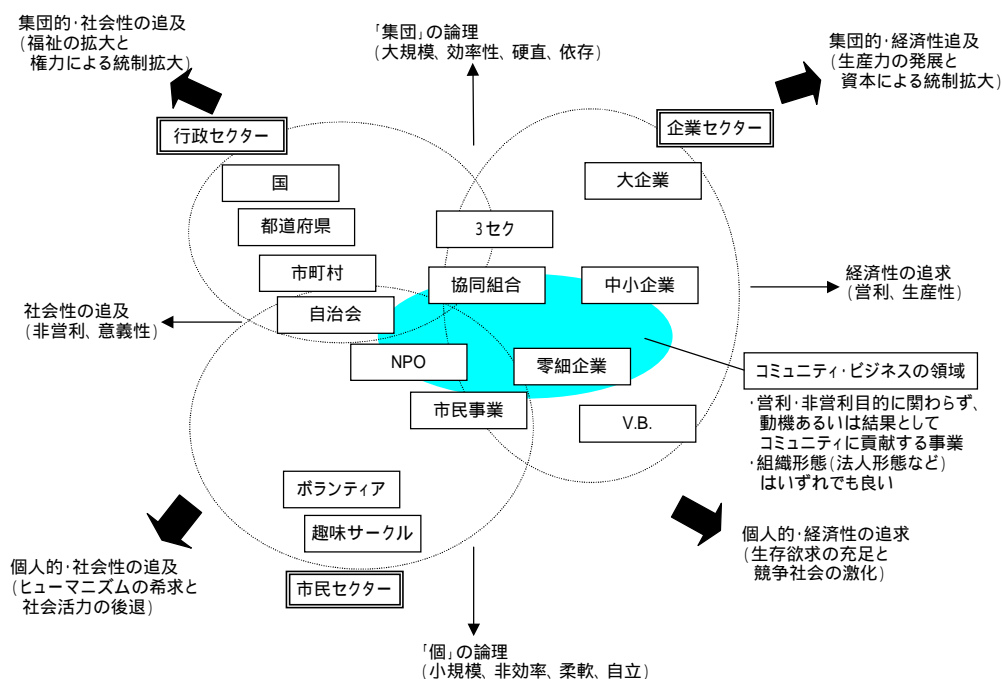 集団的･社会性の追及
(福祉の拡大と
権力による統制拡大)
｢集団｣の論理
(大規模、効率性、硬直、依存)
集団的･経済性追及
(生産力の発展と
資本による統制拡大)
行政セクター
企業セクター
国
大企業
都道府県
3セク
市町村
協同組合
中小企業
経済性の追求
(営利、生産性)
社会性の追及
(非営利、意義性)
自治会
NPO
零細企業
コミュニティ･ビジネスの領域
･営利･非営利目的に関わらず、
動機あるいは結果として
コミュニティに貢献する事業
･組織形態(法人形態など)
はいずれでも良い
市民事業
V.B.
ボランティア
趣味サークル
市民セクター
個人的･社会性の追及
(ヒューマニズムの希求と
社会活力の後退)
個人的･経済性の追求
(生存欲求の充足と
競争社会の激化)
｢個｣の論理
(小規模、非効率、柔軟、自立)